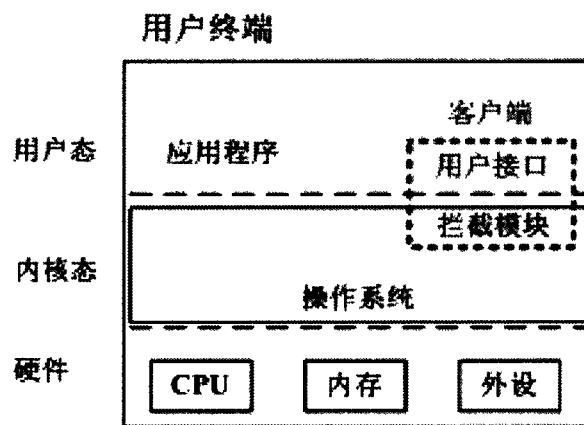 用户终端
客户端
用户态
应用程序
用户接口
拦截模块
内核态
操作系统
硬件
CPU
内存
外设